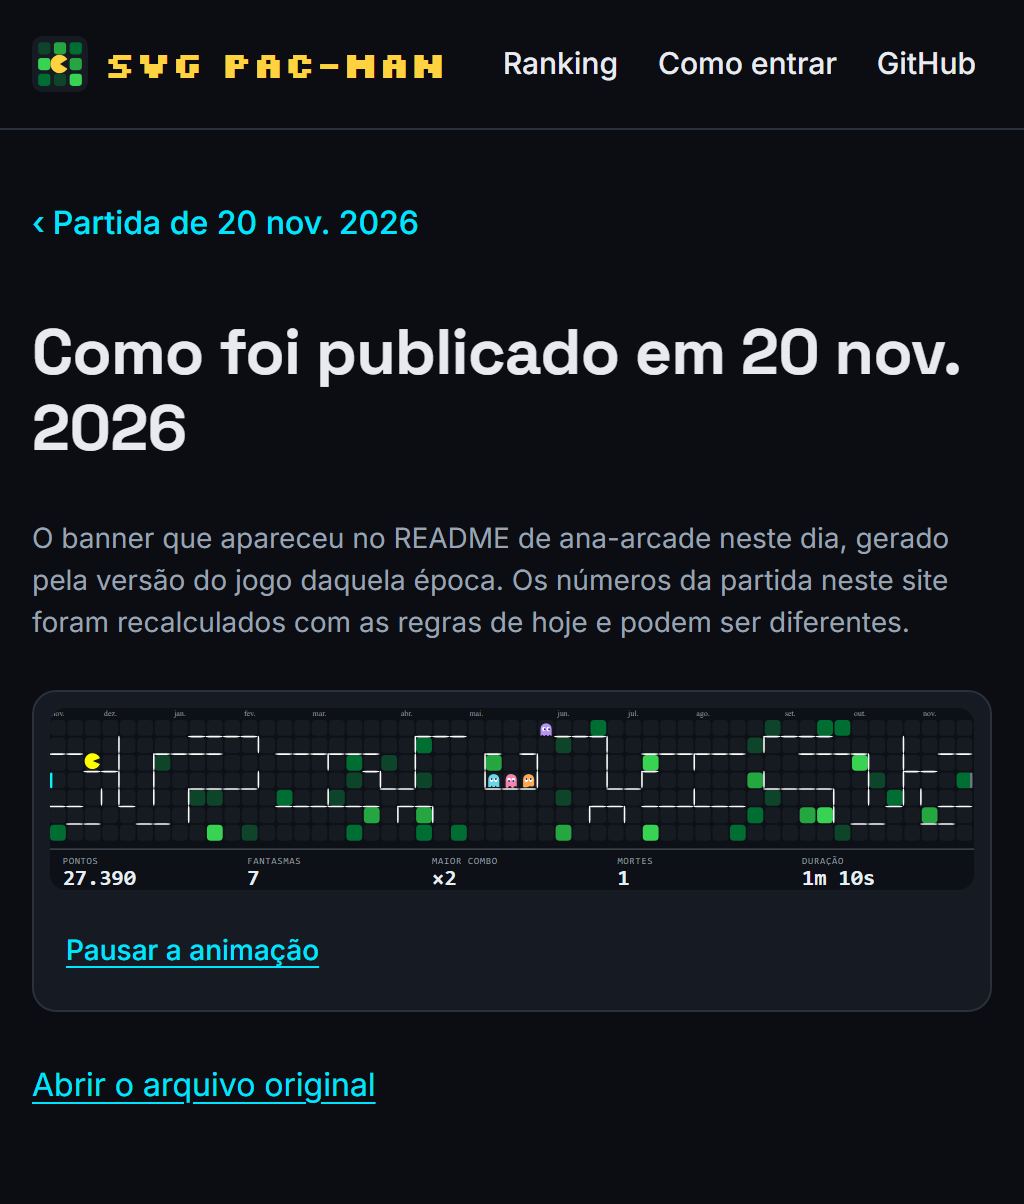 SVG PAC-MAN
Ranking
Como entrar
GitHub
‹ Partida de 20 nov. 2026
Como foi publicado em 20 nov.
2026
O banner que apareceu no README de ana-arcade neste dia, gerado
pela versão do jogo daquela época. Os números da partida neste site
foram recalculados com as regras de hoje e podem ser diferentes.
dez. jan. fev. mar. abr. mai. jun. jul. ago. set. out. nov.
PONTOS FANTASMAS MAIOR COMBO MORTES DURAÇÃO
27.390 7 ×2 1 1m 10s
Pausar a animação
Abrir o arquivo original